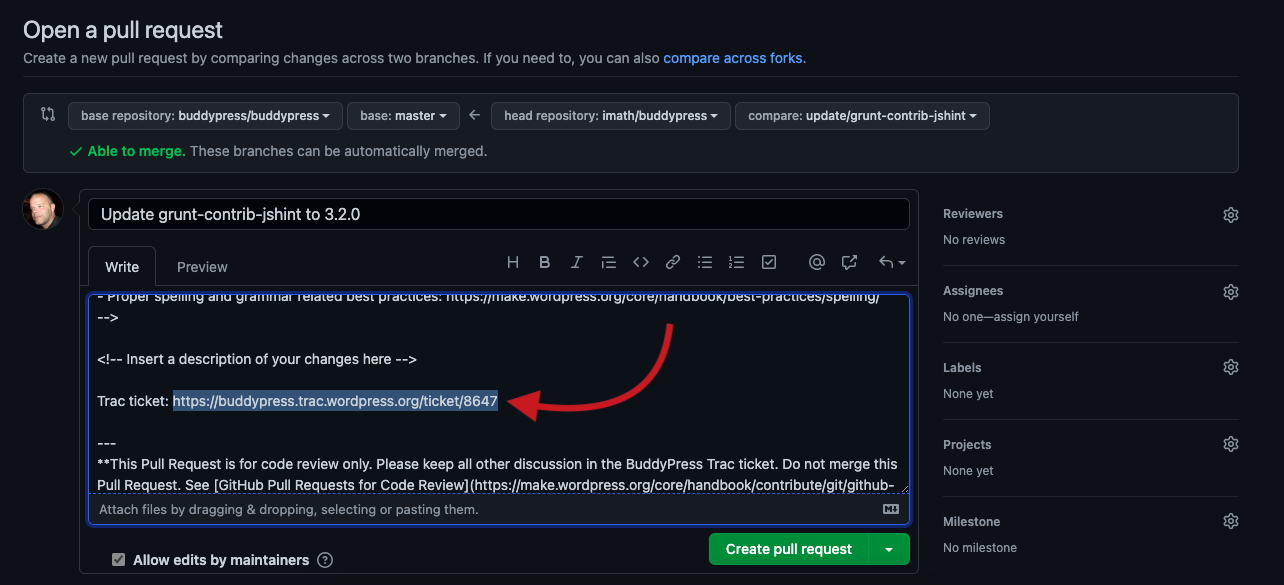 Open a pull request
Create a new pull request by comparing changes across two branches. If you need to, you can also compare across forks.
base repository: buddypress/buddypress base: master head repository: imath/buddypress compare: update/grunt-contrib-jshint
Able to merge. These branches can be automatically merged.
Update grunt-contrib-jshint to 3.2.0
Write Preview
- Proper spelling and grammar related best practices: https://make.wordpress.org/core/handbook/best-practices/spelling/
-->
<!-- Insert a description of your changes here -->
Trac ticket: https://buddypress.trac.wordpress.org/ticket/8647
---
**This Pull Request is for code review only. Please keep all other discussion in the BuddyPress Trac ticket. Do not merge this
Pull Request. See [GitHub Pull Requests for Code Review](https://make.wordpress.org/core/handbook/contribute/git/github-
Attach files by dragging & dropping, selecting or pasting them.
Allow edits by maintainers
Create pull request
Reviewers
No reviews
Assignees
No one—assign yourself
Labels
None yet
Projects
None yet
Milestone
No milestone